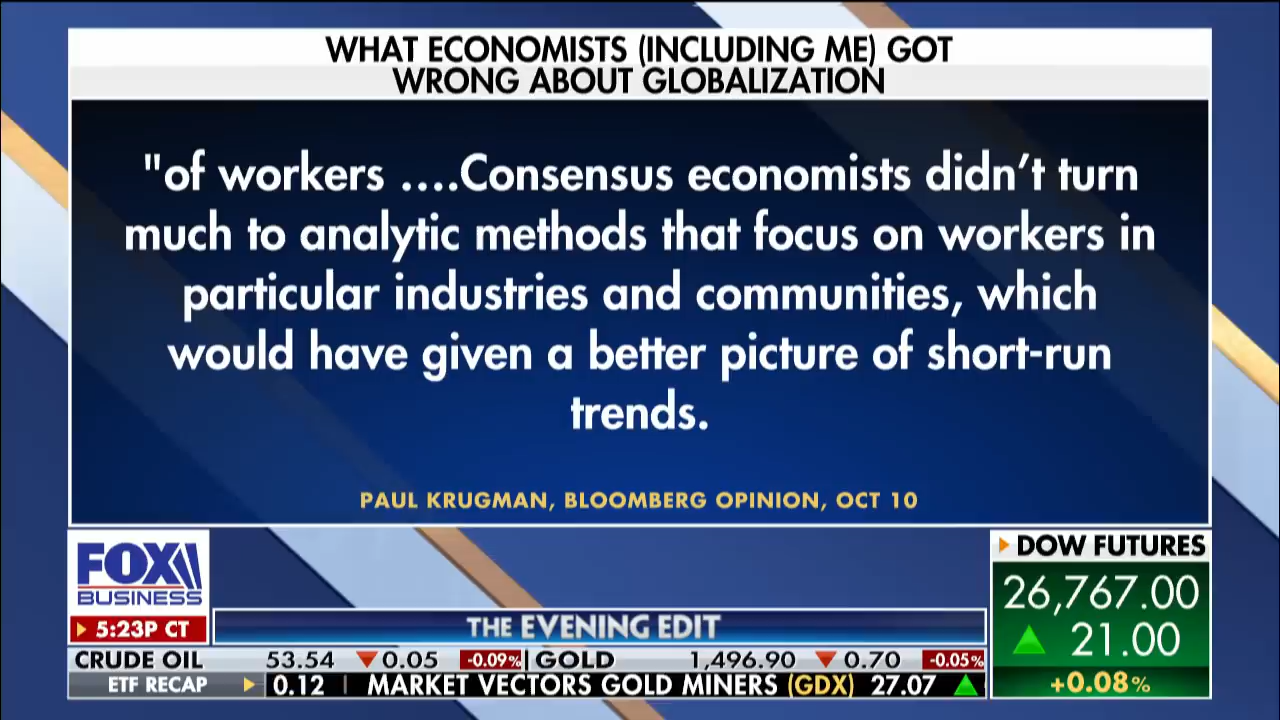 WHAT ECONOMISTS (INCLUDING ME) GOT
WRONG ABOUT GLOBALIZATION
"of workers ....Consensus economists didn’t turn
much to analytic methods that focus on workers in
particular industries and communities, which
would have given a better picture of short-run
trends.
PAUL KRUGMAN, BLOOMBERG OPINION, OCT 10
FOX
BUSINESS
5:23P CT
THE EVENING EDIT
DOW FUTURES
26,767.00
21.00
+0.08%
CRUDE OIL 53.54 0.05 -0.09% GOLD 1,496.90 0.70 -0.05%
ETF RECAP 0.12 MARKET VECTORS GOLD MINERS (GDX) 27.07